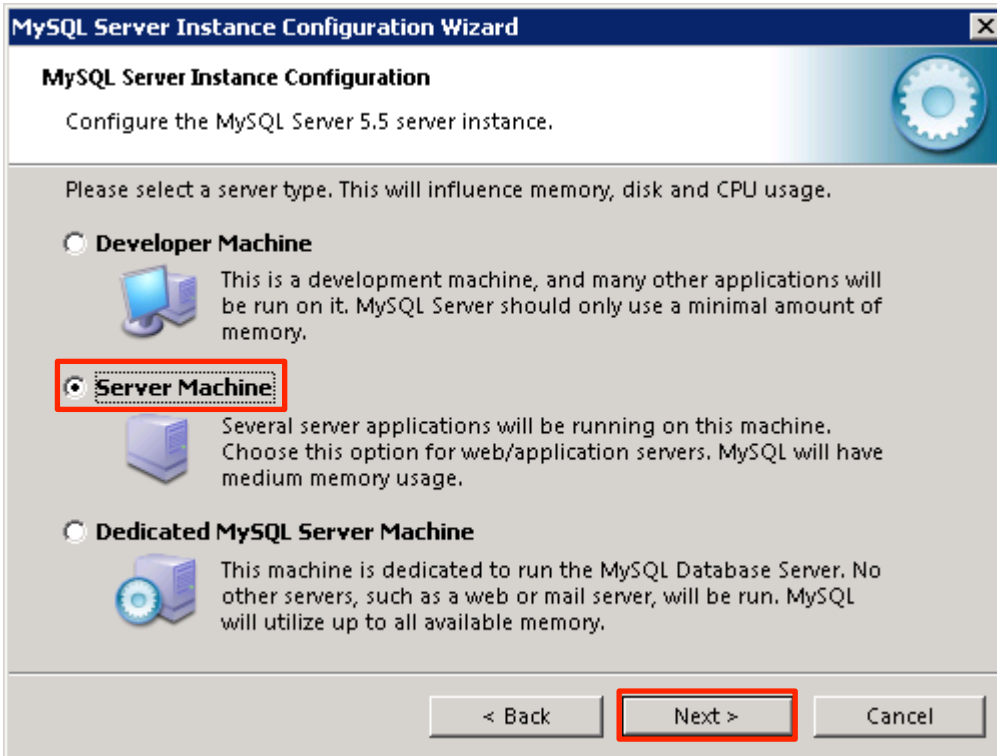 MySQL Server Instance Configuration Wizard
MySQL Server Instance Configuration
Configure the MySQL Server 5.5 server instance.
Please select a server type. This will influence memory, disk and CPU usage.
Developer Machine
This is a development machine, and many other applications will
be run on it. MySQL Server should only use a minimal amount of
memory.
Server Machine
Several server applications will be running on this machine.
Choose this option for web/application servers. MySQL will have
medium memory usage.
Dedicated MySQL Server Machine
This machine is dedicated to run the MySQL Database Server. No
other servers, such as a web or mail server, will be run. MySQL
will utilize up to all available memory.
< Back Next > Cancel